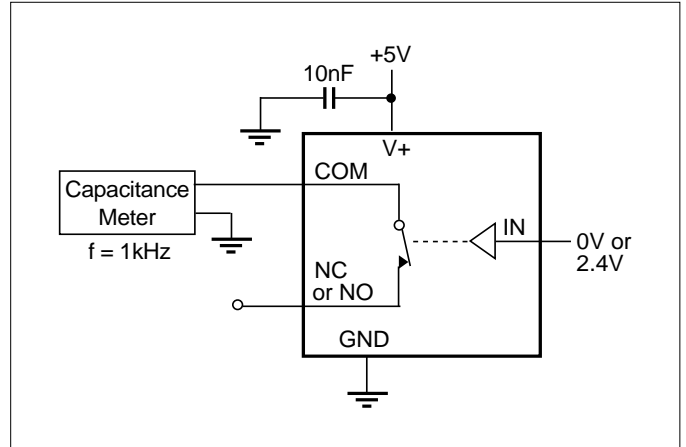 +5V
10nF
V+
COM
Capacitance
Meter
f = 1kHz
IN
0V or
2.4V
NC
or NO
GND